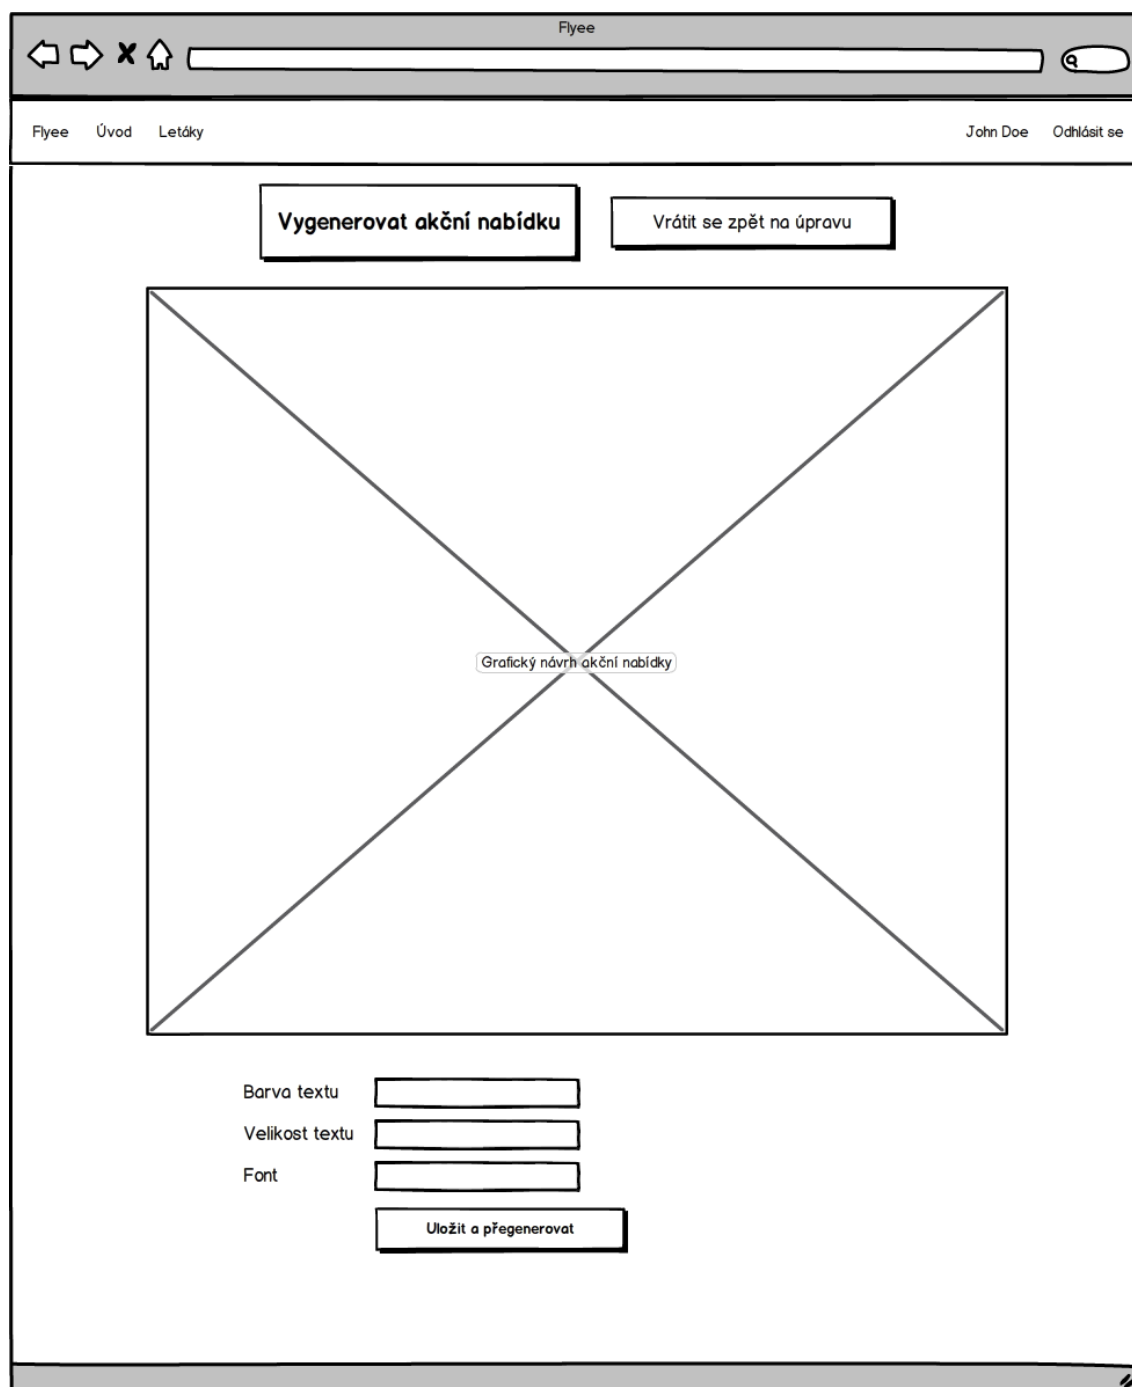 Flyee
Flyee Úvod Letáky John Doe Odhlásit se
Vygenerovat akční nabídku Vrátit se zpět na úpravu
Grafický návrh akční nabídky
Barva textu
Velikost textu
Font
Uložit a přegenerovat